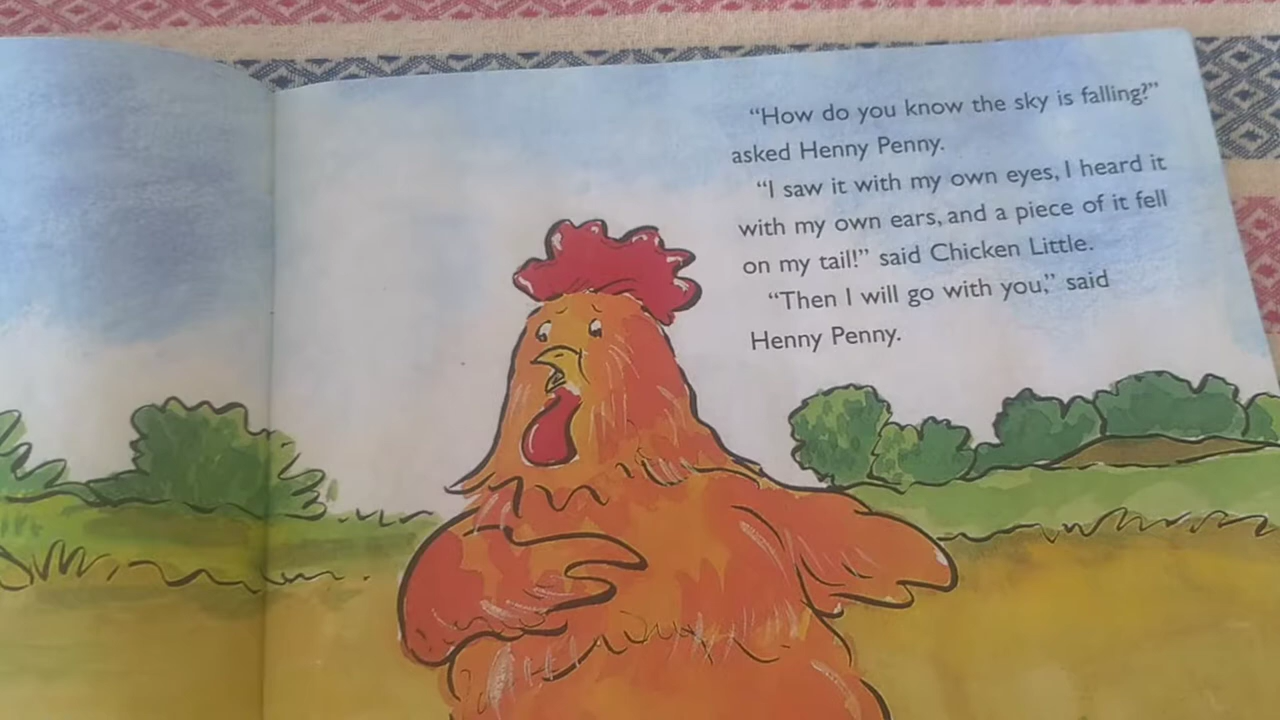 “How do you know the sky is falling?”
asked Henny Penny.
“I saw it with my own eyes, I heard it
with my own ears, and a piece of it fell
on my tail!” said Chicken Little.
“Then I will go with you,” said
Henny Penny.